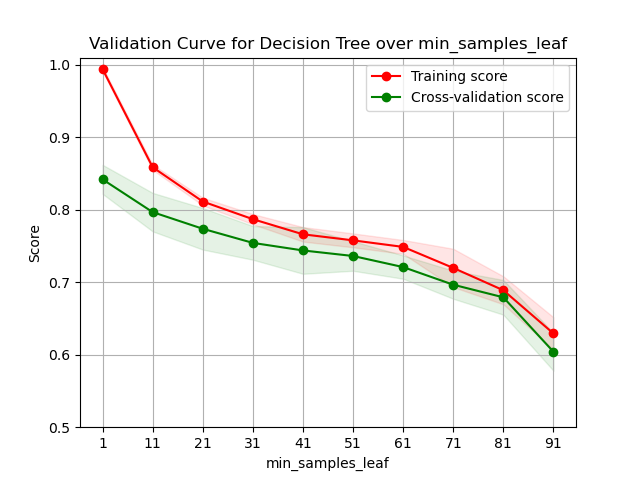 Validation Curve for Decision Tree over min_samples_leaf
Training score
Cross-validation score
Score
1.0
0.9
0.8
0.7
0.6
0.5
1 11 21 31 41 51 61 71 81 91
min_samples_leaf